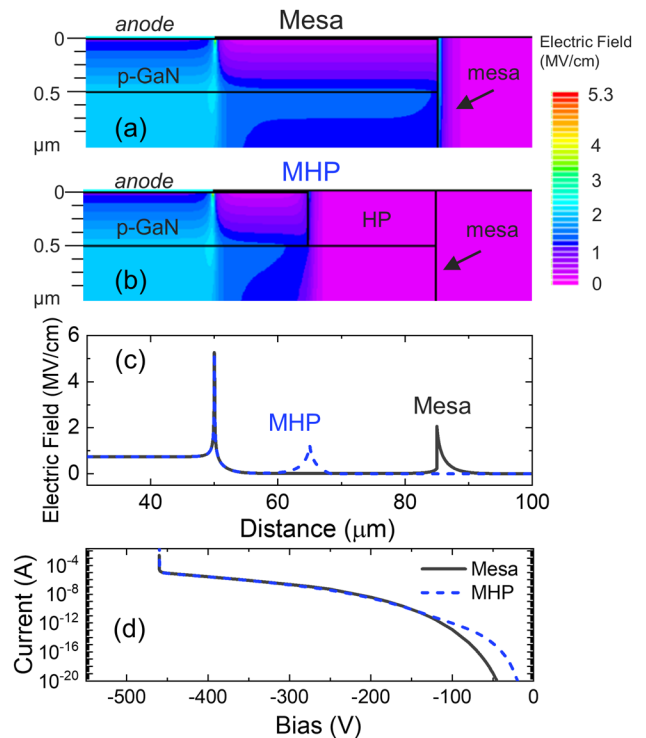 anode Mesa
Electric Field
(MV/cm)
0
p-GaN
mesa
5.3
0.5
4
(a)
3
μm
2
anode MHP
1
0
0
p-GaN
HP
mesa
0.5
(b)
μm
6
(c)
Electric Field (MV/cm)
4
Mesa
MHP
2
0
40 60 80 100
Distance (μm)
10⁻⁴
Mesa
MHP
10⁻⁸
Current (A)
10⁻¹²
(d)
10⁻¹⁶
10⁻²⁰
-500 -400 -300 -200 -100 0
Bias (V)